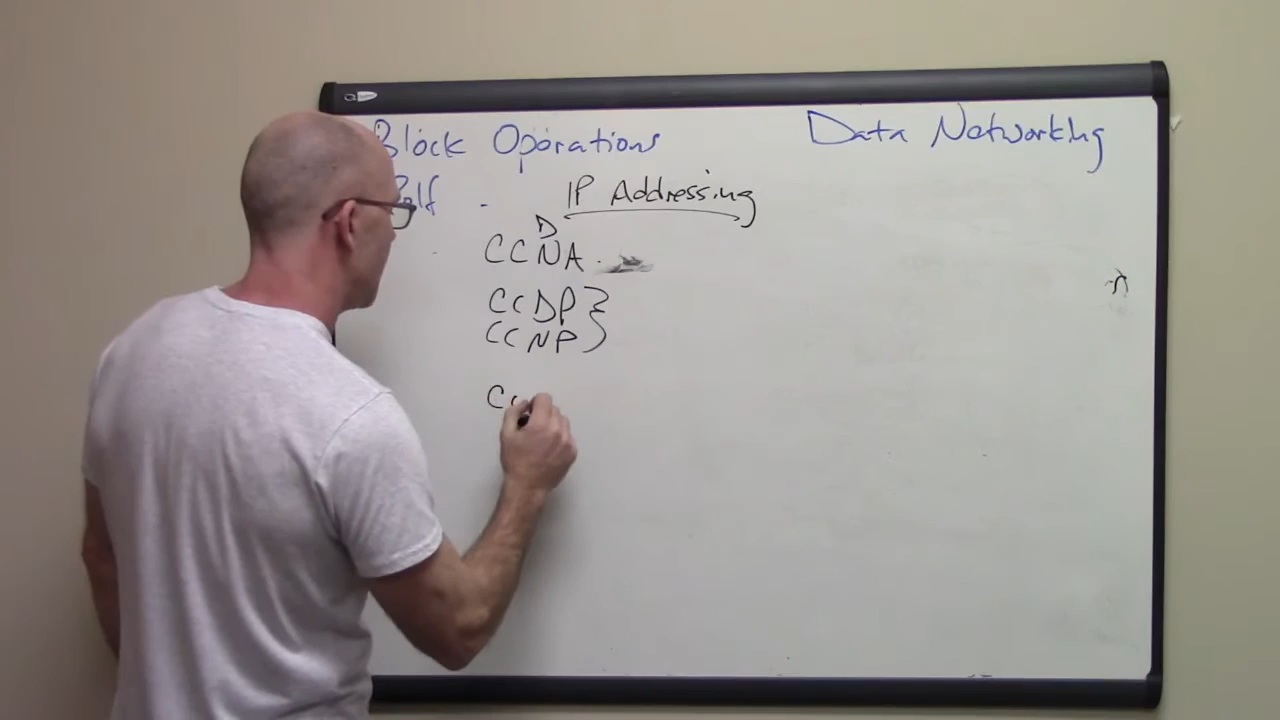 Block Operations
Data Networking
IP Addressing
D
CCNA
CCDP
CCNP